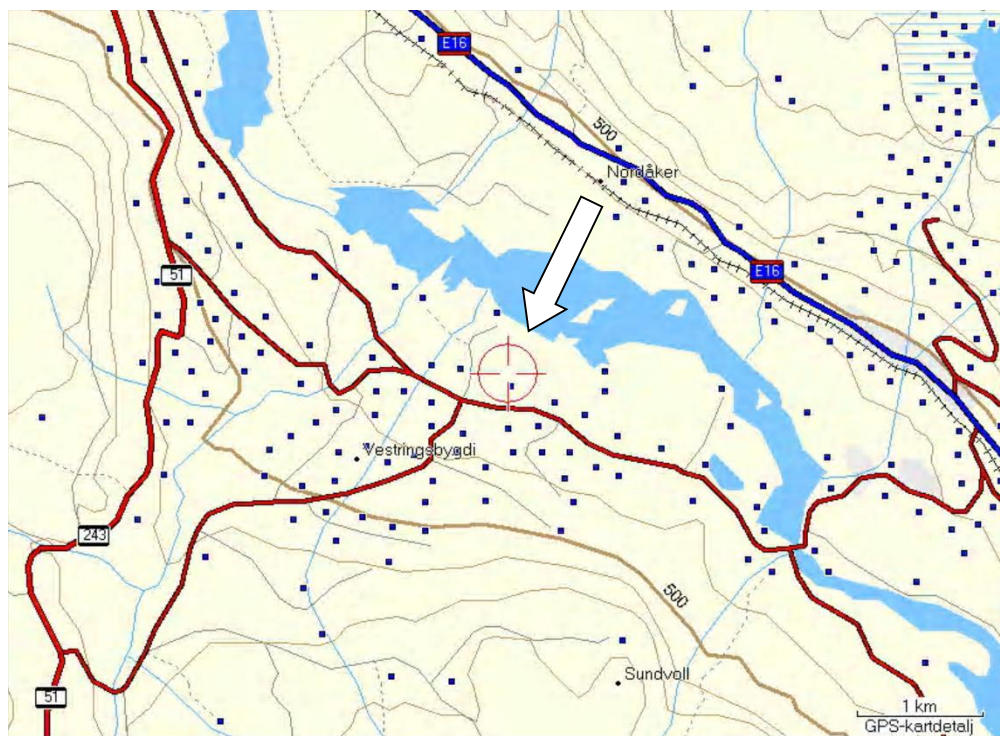 E16
500
Nordåker
E16
51
Vestringsbygdi
243
500
Sundvoll
51
1 km
GPS-kartdetalj